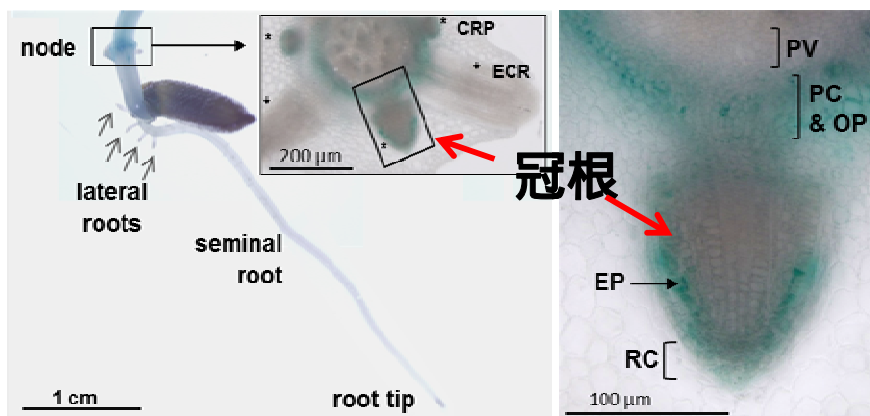 node
lateral
roots
seminal
root
root tip
1 cm
* CRP
* ECR
*
*
200 μm
冠根
PV
PC
& OP
EP
RC
100 μm